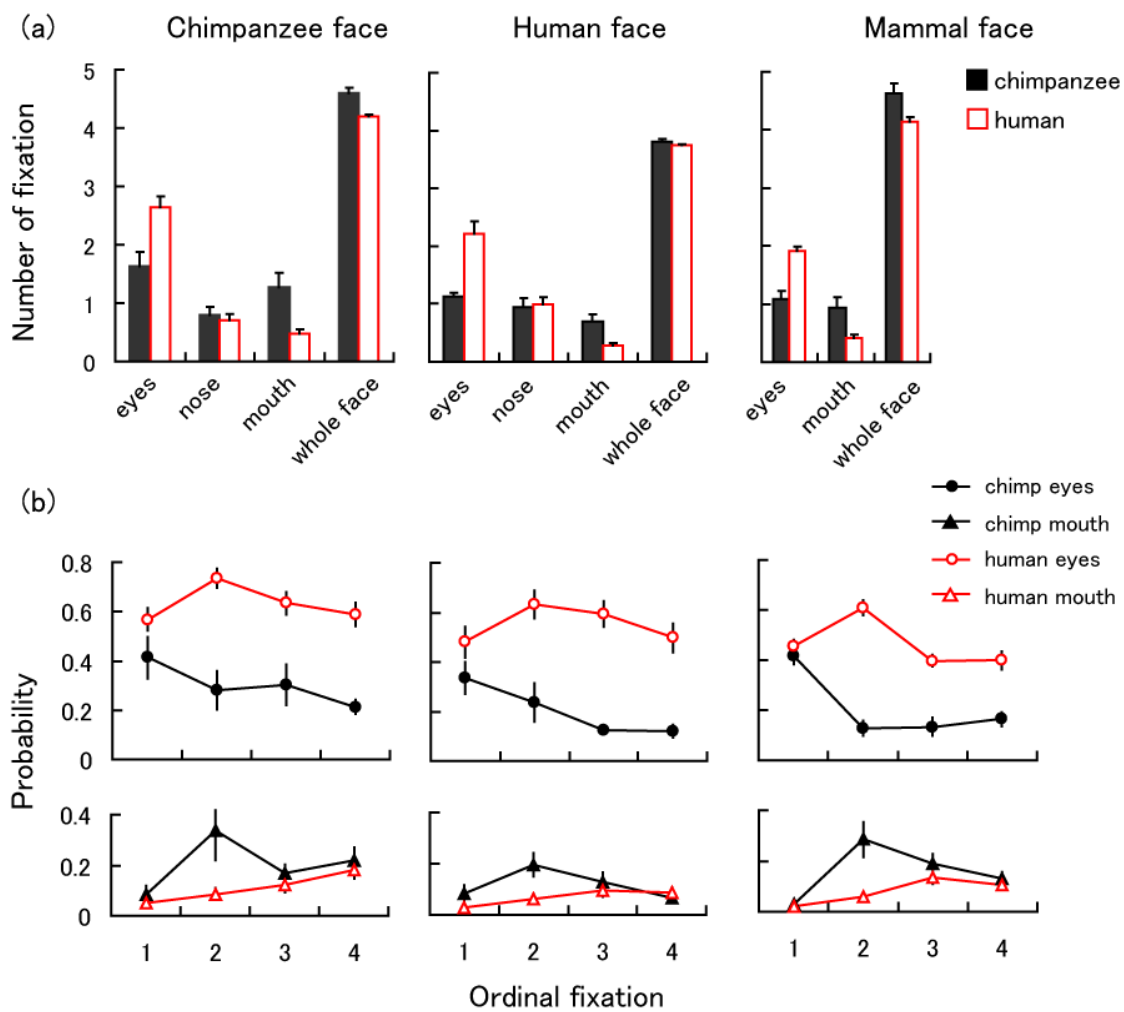 (a)
Chimpanzee face
Human face
Mammal face
chimpanzee
human
Number of fixation
5
4
3
2
1
0
eyes
nose
mouth
whole face
eyes
nose
mouth
whole face
eyes
mouth
whole face
(b)
chimp eyes
chimp mouth
human eyes
human mouth
Probability
0.8
0.6
0.4
0.2
0
0.4
0.2
0
1 2 3 4
1 2 3 4
1 2 3 4
Ordinal fixation